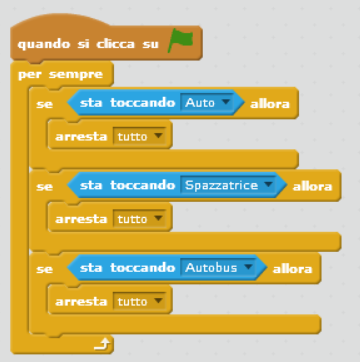 quando si clicca su
per sempre
se sta toccando Auto allora
arresta tutto
se sta toccando Spazzatrice allora
arresta tutto
se sta toccando Autobus allora
arresta tutto